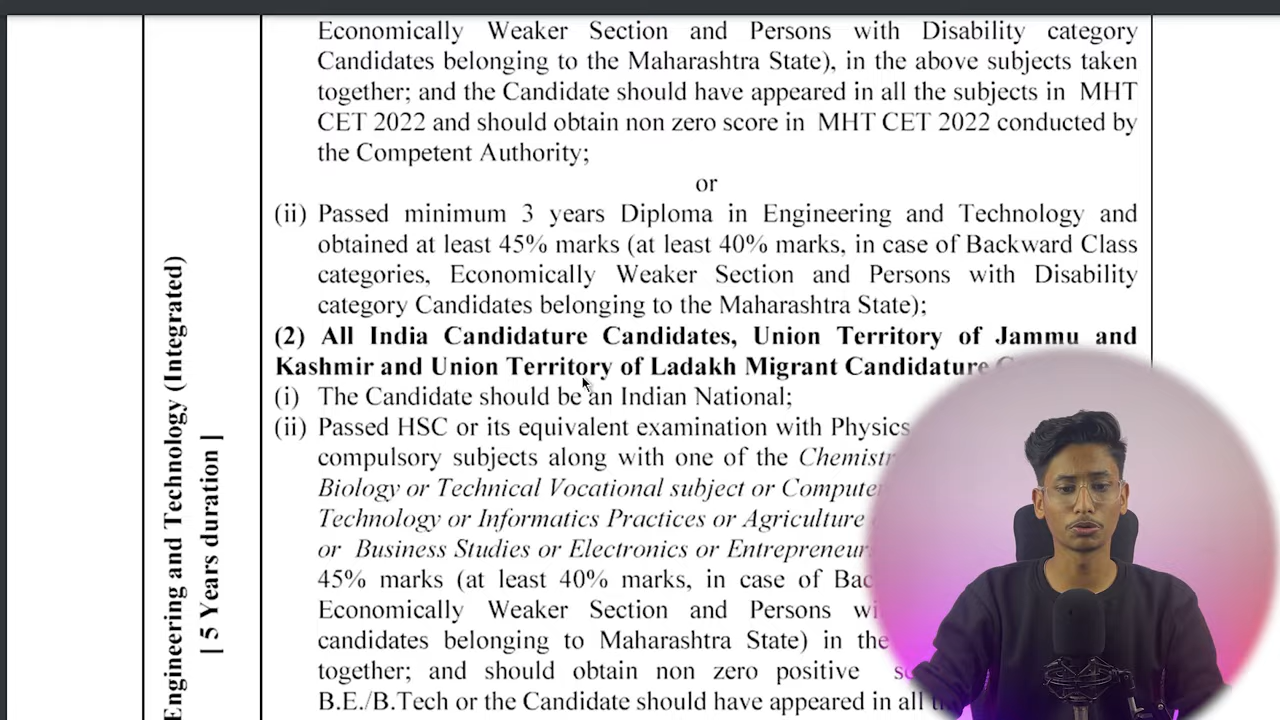 Economically Weaker Section and Persons with Disability category
Candidates belonging to the Maharashtra State), in the above subjects taken
together; and the Candidate should have appeared in all the subjects in MHT
CET 2022 and should obtain non zero score in MHT CET 2022 conducted by
the Competent Authority;
or
(ii) Passed minimum 3 years Diploma in Engineering and Technology and
obtained at least 45% marks (at least 40% marks, in case of Backward Class
categories, Economically Weaker Section and Persons with Disability
category Candidates belonging to the Maharashtra State);
(2) All India Candidature Candidates, Union Territory of Jammu and
Kashmir and Union Territory of Ladakh Migrant Candidature
(i) The Candidate should be an Indian National;
(ii) Passed HSC or its equivalent examination with Physics
compulsory subjects along with one of the
Biology or Technical Vocational subject or
Technology or Informatics Practices or Agriculture
or Business Studies or Electronics or
45% marks (at least 40% marks, in case of
Economically Weaker Section and Persons
candidates belonging to Maharashtra State) in the
together; and should obtain non zero positive
B.E./B.Tech or the Candidate should have appeared in all
Engineering and Technology (Integrated)
[ 5 Years duration ]